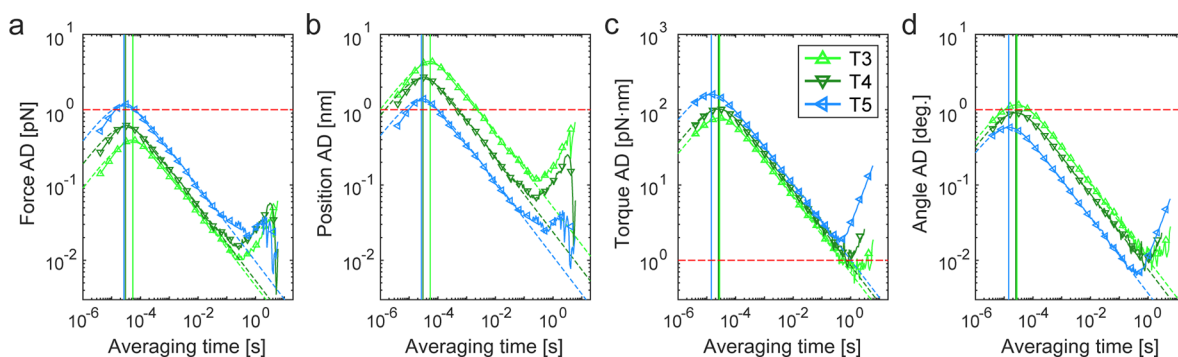 a
Force AD [pN]
10^1
10^0
10^-1
10^-2
10^-6
10^-4
10^-2
10^0
Averaging time [s]
b
Position AD [nm]
10^1
10^0
10^-1
10^-2
10^-6
10^-4
10^-2
10^0
Averaging time [s]
c
Torque AD [pN·nm]
10^3
10^2
10^1
10^0
10^-6
10^-4
10^-2
10^0
Averaging time [s]
T3
T4
T5
d
Angle AD [deg.]
10^1
10^0
10^-1
10^-2
10^-6
10^-4
10^-2
10^0
Averaging time [s]